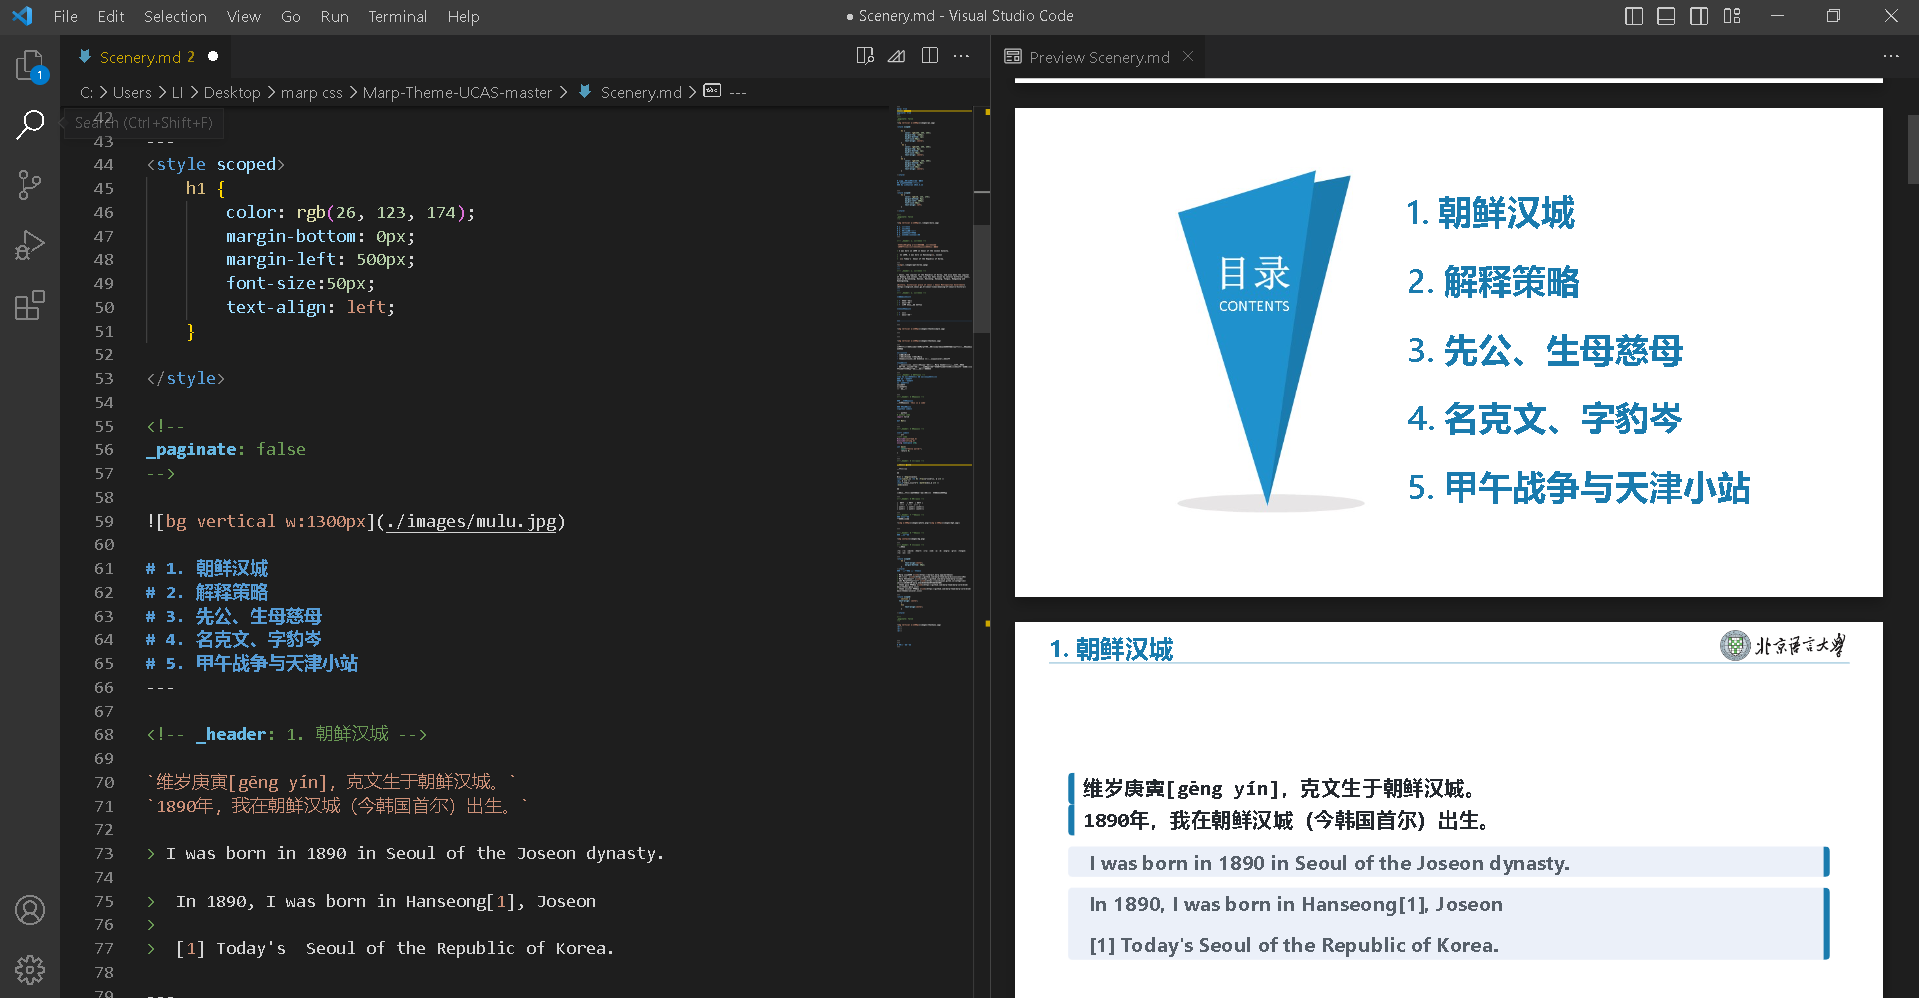 File Edit Selection View Go Run Terminal Help
● Scenery.md - Visual Studio Code
Scenery.md 2 ●
Preview Scenery.md
C: > Users > LI > Desktop > marp css > Marp-Theme-UCAS-master > Scenery.md > ---
Search (Ctrl+Shift+F)
1
42
43 ---
44 <style scoped>
45 h1 {
46 color: rgb(26, 123, 174);
47 margin-bottom: 0px;
48 margin-left: 500px;
49 font-size:50px;
50 text-align: left;
51 }
52
53 </style>
54
55 <!--
56 _paginate: false
57 -->
58
59 ![bg vertical w:1300px](./images/mulu.jpg)
60
61 # 1. 朝鲜汉城
62 # 2. 解释策略
63 # 3. 先公、生母慈母
64 # 4. 名克文、字豹岑
65 # 5. 甲午战争与天津小站
66 ---
67
68 <!-- _header: 1. 朝鲜汉城 -->
69
70 `维岁庚寅[gēng yín]，克文生于朝鲜汉城。`
71 `1890年，我在朝鲜汉城（今韩国首尔）出生。`
72
73 > I was born in 1890 in Seoul of the Joseon dynasty.
74
75 > In 1890, I was born in Hanseong[1], Joseon
76 >
77 > [1] Today's  Seoul of the Republic of Korea.
78
79 ---
目录
CONTENTS
1. 朝鲜汉城
2. 解释策略
3. 先公、生母慈母
4. 名克文、字豹岑
5. 甲午战争与天津小站
1. 朝鲜汉城
北京语言大学
维岁庚寅[gēng yín]，克文生于朝鲜汉城。
1890年，我在朝鲜汉城（今韩国首尔）出生。
I was born in 1890 in Seoul of the Joseon dynasty.
In 1890, I was born in Hanseong[1], Joseon
[1] Today's Seoul of the Republic of Korea.